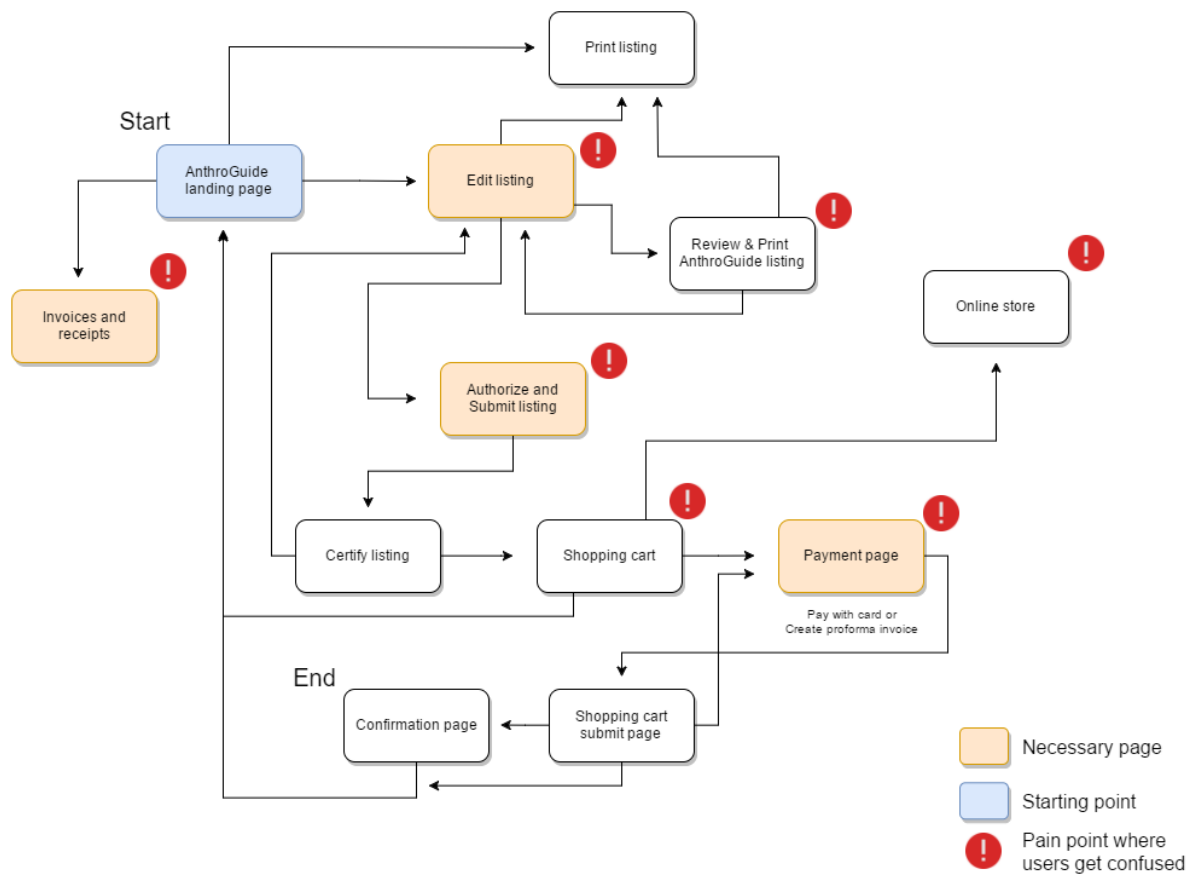 Print listing
Start
AnthroGuide
landing page
Edit listing
Review & Print
AnthroGuide listing
Invoices and
receipts
Online store
Authorize and
Submit listing
Certify listing
Shopping cart
Payment page
Pay with card or
Create proforma invoice
End
Confirmation page
Shopping cart
submit page
Necessary page
Starting point
Pain point where
users get confused